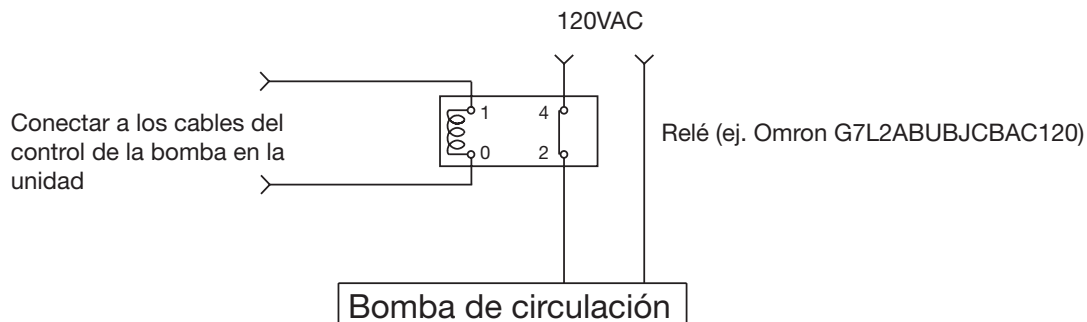 120VAC
Conectar a los cables del
control de la bomba en la
unidad
1
4
0
2
Relé (ej. Omron G7L2ABUBJCBAC120)
Bomba de circulación